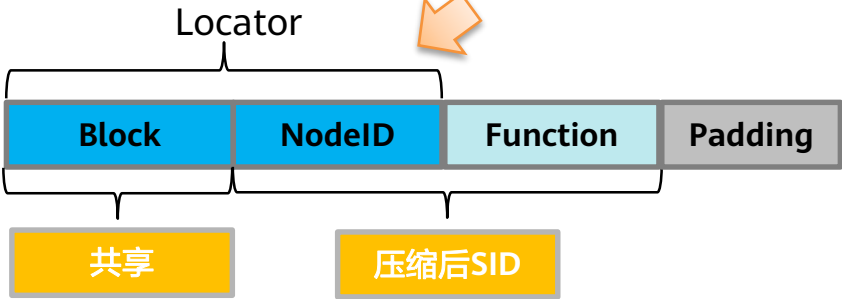 Locator
Block NodeID Function Padding
共享 压缩后SID